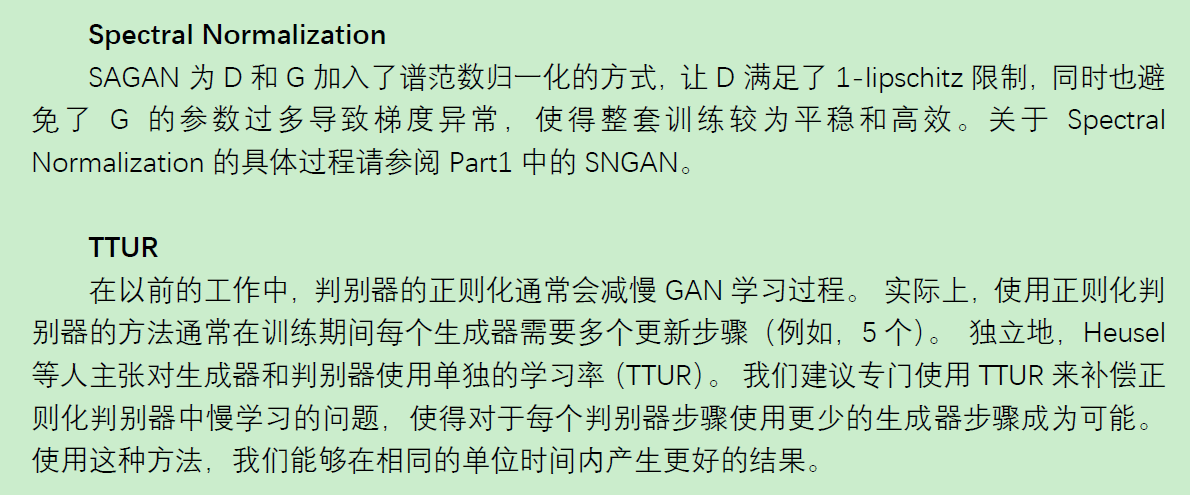 Spectral Normalization
SAGAN 为 D 和 G 加入了谱范数归一化的方式，让 D 满足了 1-lipschitz 限制，同时也避
免了 G 的参数过多导致梯度异常，使得整套训练较为平稳和高效。关于 Spectral
Normalization 的具体过程请参阅 Part1 中的 SNGAN。
TTUR
在以前的工作中，判别器的正则化通常会减慢 GAN 学习过程。 实际上，使用正则化判
别器的方法通常在训练期间每个生成器需要多个更新步骤（例如，5 个）。 独立地，Heusel
等人主张对生成器和判别器使用单独的学习率（TTUR）。 我们建议专门使用 TTUR 来补偿正
则化判别器中慢学习的问题，使得对于每个判别器步骤使用更少的生成器步骤成为可能。
使用这种方法，我们能够在相同的单位时间内产生更好的结果。